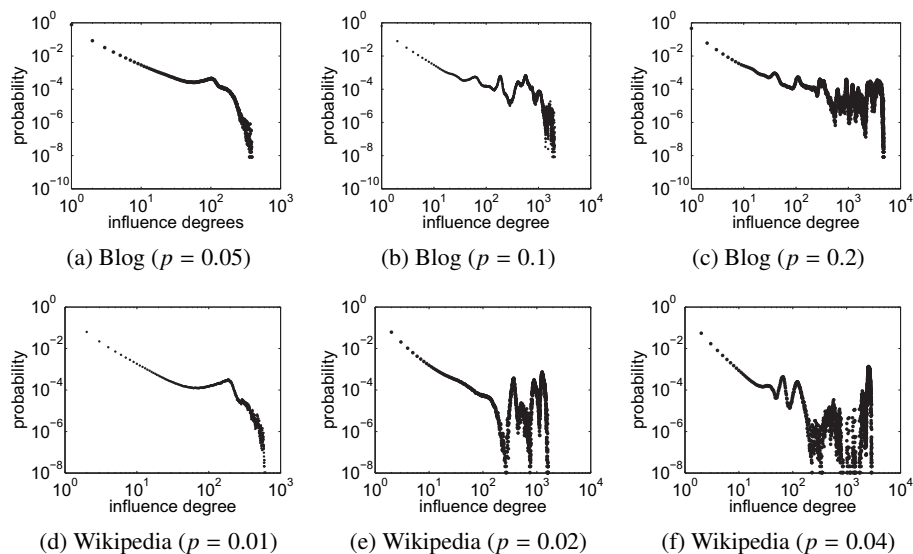 10^0
10^-2
10^-4
10^-6
10^-8
10^-10
probability
10^0 10^1 10^2 10^3
influence degrees
(a) Blog (p = 0.05)
10^0
10^-2
10^-4
10^-6
10^-8
10^-10
probability
10^0 10^1 10^2 10^3 10^4
influence degree
(b) Blog (p = 0.1)
10^0
10^-2
10^-4
10^-6
10^-8
10^-10
probability
10^0 10^1 10^2 10^3 10^4
influence degree
(c) Blog (p = 0.2)
10^0
10^-2
10^-4
10^-6
10^-8
probability
10^0 10^1 10^2 10^3
influence degree
(d) Wikipedia (p = 0.01)
10^0
10^-2
10^-4
10^-6
10^-8
probability
10^0 10^1 10^2 10^3 10^4
influence degree
(e) Wikipedia (p = 0.02)
10^0
10^-2
10^-4
10^-6
10^-8
probability
10^0 10^1 10^2 10^3 10^4
influence degree
(f) Wikipedia (p = 0.04)